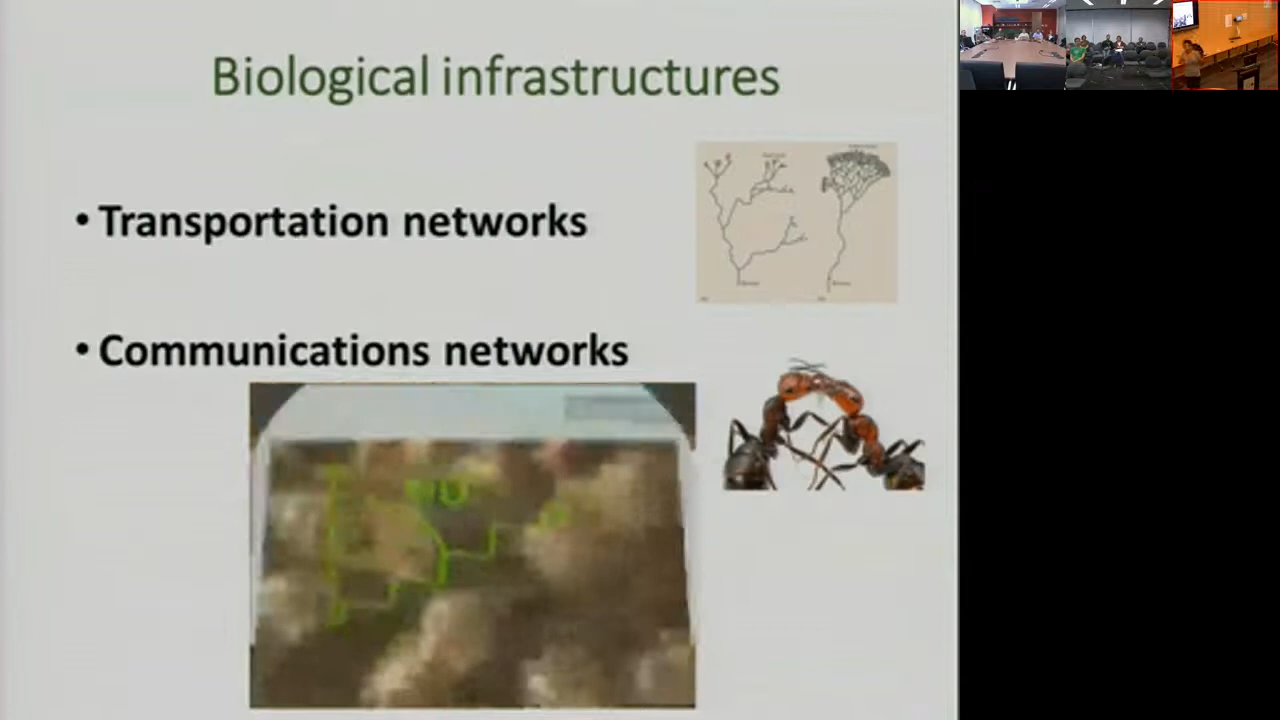 Biological infrastructures
• Transportation networks
• Communications networks